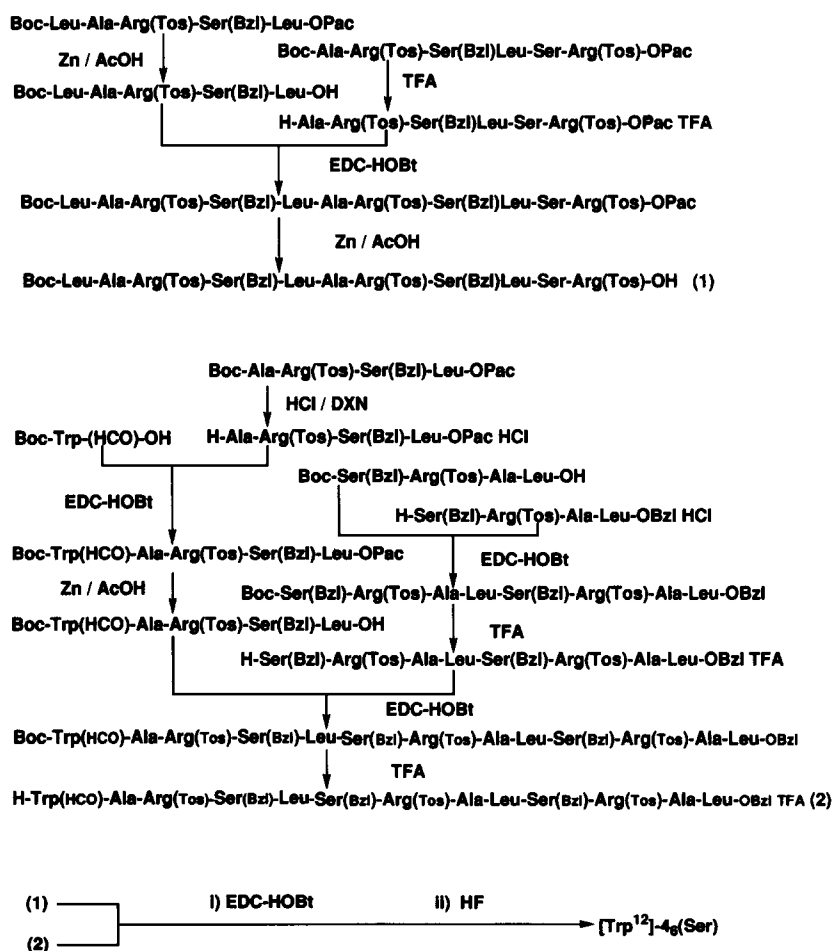 Boc-Leu-Ala-Arg(Tos)-Ser(Bzl)-Leu-OPac
Boc-Ala-Arg(Tos)-Ser(Bzl)Leu-Ser-Arg(Tos)-OPac
Zn / AcOH
TFA
Boc-Leu-Ala-Arg(Tos)-Ser(Bzl)-Leu-OH
H-Ala-Arg(Tos)-Ser(Bzl)Leu-Ser-Arg(Tos)-OPac TFA
EDC-HOBt
Boc-Leu-Ala-Arg(Tos)-Ser(Bzl)-Leu-Ala-Arg(Tos)-Ser(Bzl)Leu-Ser-Arg(Tos)-OPac
Zn / AcOH
Boc-Leu-Ala-Arg(Tos)-Ser(Bzl)-Leu-Ala-Arg(Tos)-Ser(Bzl)Leu-Ser-Arg(Tos)-OH (1)
Boc-Ala-Arg(Tos)-Ser(Bzl)-Leu-OPac
HCl / DXN
Boc-Trp-(HCO)-OH
H-Ala-Arg(Tos)-Ser(Bzl)-Leu-OPac HCl
Boc-Ser(Bzl)-Arg(Tos)-Ala-Leu-OH
EDC-HOBt
H-Ser(Bzl)-Arg(Tos)-Ala-Leu-OBzl HCl
Boc-Trp(HCO)-Ala-Arg(Tos)-Ser(Bzl)-Leu-OPac
EDC-HOBt
Zn / AcOH
Boc-Ser(Bzl)-Arg(Tos)-Ala-Leu-Ser(Bzl)-Arg(Tos)-Ala-Leu-OBzl
Boc-Trp(HCO)-Ala-Arg(Tos)-Ser(Bzl)-Leu-OH
TFA
H-Ser(Bzl)-Arg(Tos)-Ala-Leu-Ser(Bzl)-Arg(Tos)-Ala-Leu-OBzl TFA
EDC-HOBt
Boc-Trp(HCO)-Ala-Arg(Tos)-Ser(Bzl)-Leu-Ser(Bzl)-Arg(Tos)-Ala-Leu-Ser(Bzl)-Arg(Tos)-Ala-Leu-OBzl
TFA
H-Trp(HCO)-Ala-Arg(Tos)-Ser(Bzl)-Leu-Ser(Bzl)-Arg(Tos)-Ala-Leu-Ser(Bzl)-Arg(Tos)-Ala-Leu-OBzl TFA (2)
(1)
i) EDC-HOBt ii) HF
[Trp¹²]-4₆(Ser)
(2)